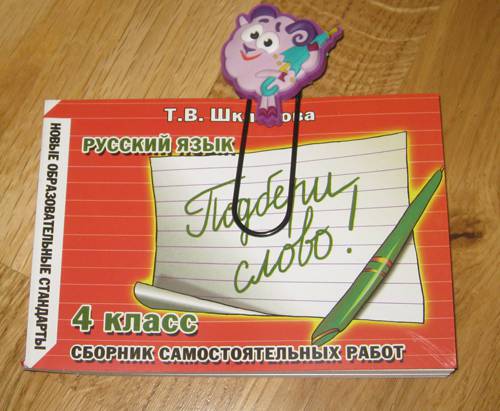 Т.В.
РУССКИЙ ЯЗЫК
Подбери
слово!
4 КЛАСС
СБОРНИК САМОСТОЯТЕЛЬНЫХ РАБОТ
НОВЫЕ ОБРАЗОВАТЕЛЬНЫЕ СТАНДАРТЫ